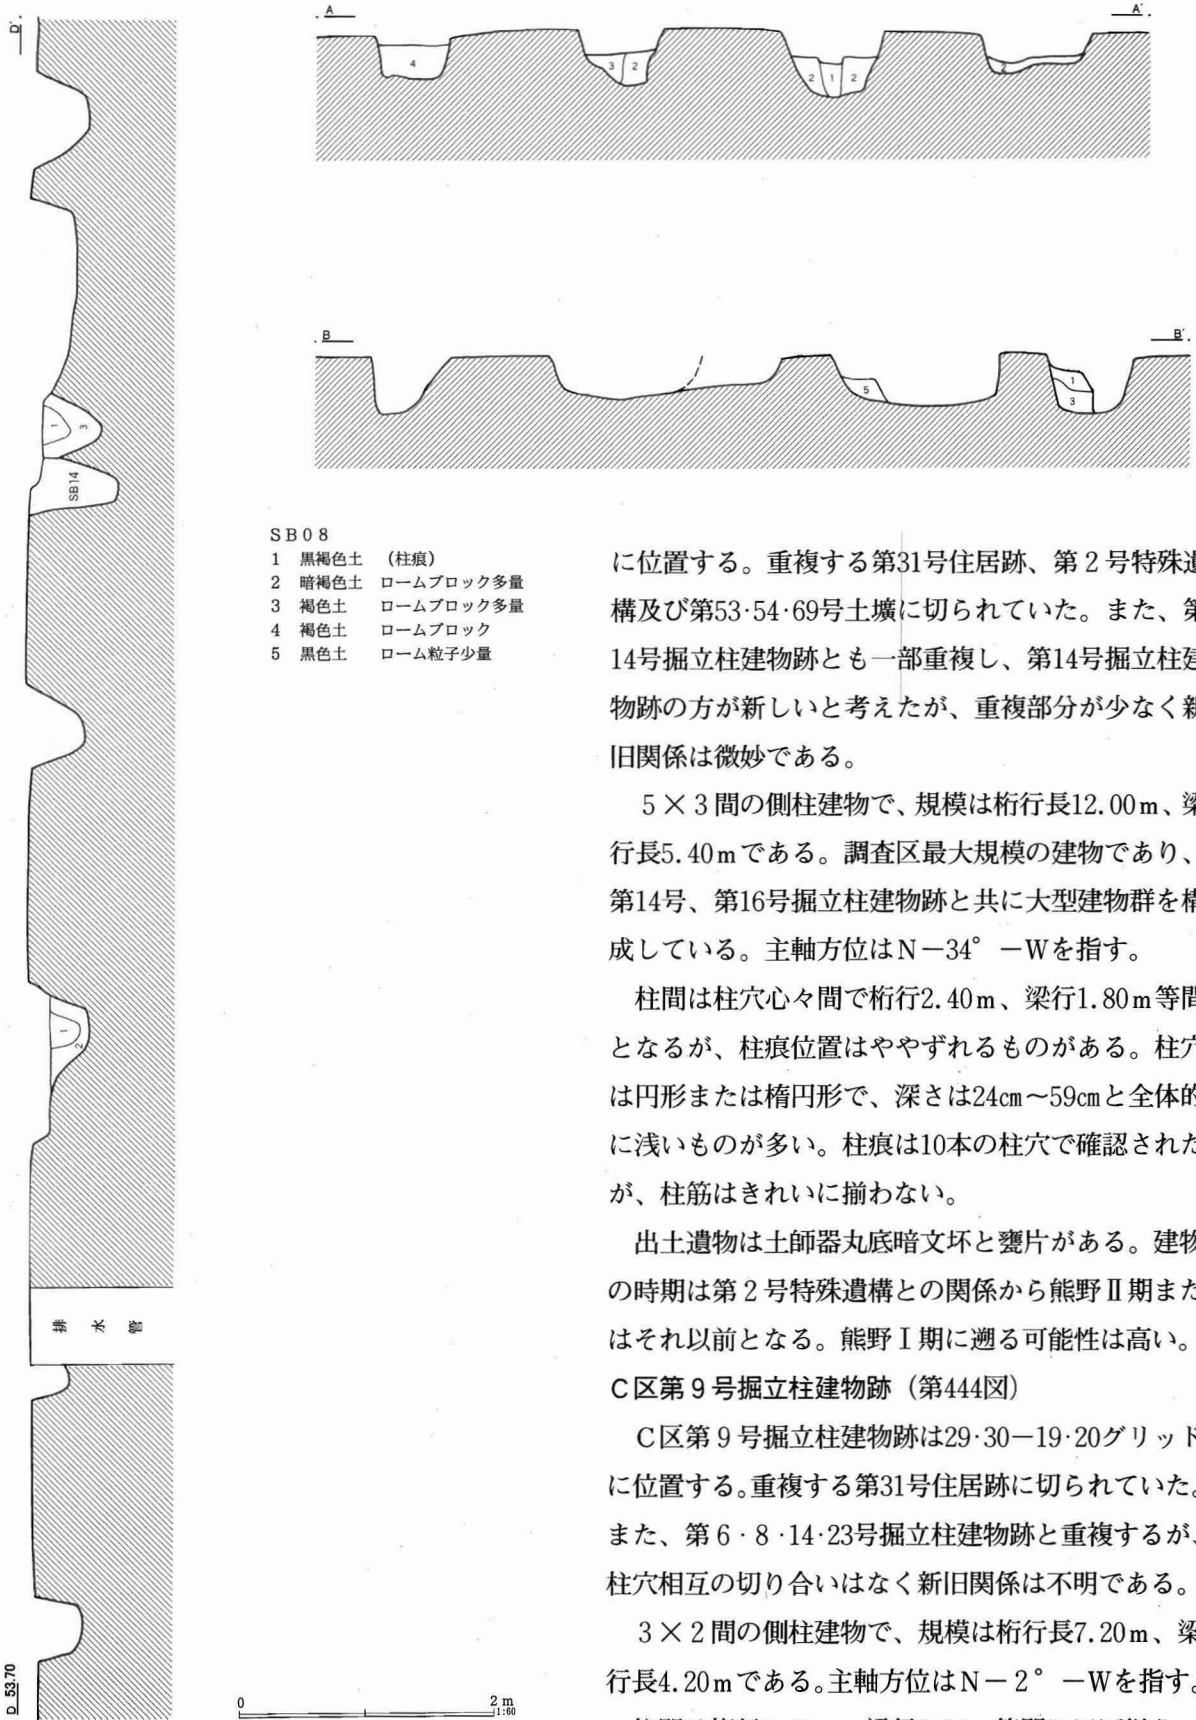 D´
A
A´
4
3
2
2
1
2
2
B
B´
5
1
3
1
3
SB14
1
2
排水管
D 53.70
SB08
1 黒褐色土 (柱痕)
2 暗褐色土 ロームブロック多量
3 褐色土 ロームブロック多量
4 褐色土 ロームブロック
5 黒色土 ローム粒子少量
0 2m
1:60
に位置する。重複する第31号住居跡、第2号特殊遺
構及び第53·54·69号土壙に切られていた。また、第
14号掘立柱建物跡とも一部重複し、第14号掘立柱建
物跡の方が新しいと考えたが、重複部分が少なく新
旧関係は微妙である。
5×3間の側柱建物で、規模は桁行長12.00m、梁
行長5.40mである。調査区最大規模の建物であり、
第14号、第16号掘立柱建物跡と共に大型建物群を構
成している。主軸方位はN−34°−Wを指す。
柱間は柱穴心々間で桁行2.40m、梁行1.80m等間
となるが、柱痕位置はややずれるものがある。柱穴
は円形または楕円形で、深さは24㎝〜59㎝と全体的
に浅いものが多い。柱痕は10本の柱穴で確認された
が、柱筋はきれいに揃わない。
出土遺物は土師器丸底暗文坏と甕片がある。建物
の時期は第2号特殊遺構との関係から熊野Ⅱ期また
はそれ以前となる。熊野Ⅰ期に遡る可能性は高い。
C区第9号掘立柱建物跡（第444図）
C区第9号掘立柱建物跡は29·30−19·20グリッド
に位置する。重複する第31号住居跡に切られていた。
また、第6·8·14·23号掘立柱建物跡と重複するが、
柱穴相互の切り合いはなく新旧関係は不明である。
3×2間の側柱建物で、規模は桁行長7.20m、梁
行長4.20mである。主軸方位はN−2°−Wを指す。